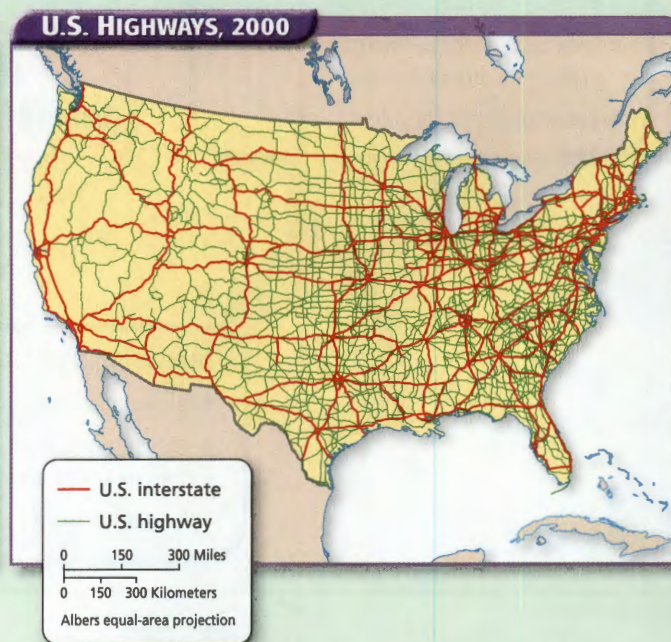 U.S. HIGHWAYS, 2000
U.S. interstate
U.S. highway
0 150 300 Miles
0 150 300 Kilometers
Albers equal-area projection